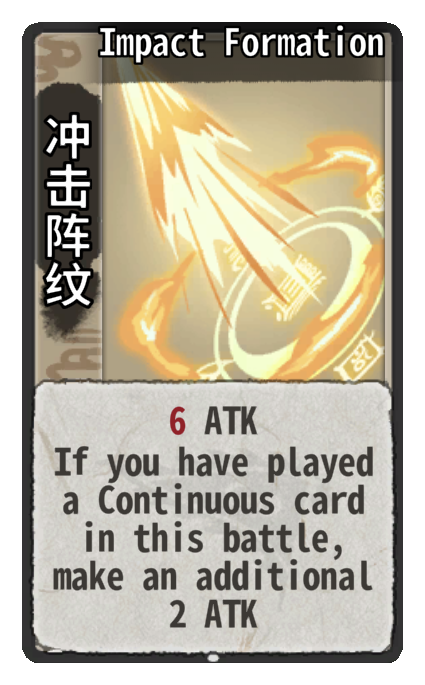 Impact Formation
冲击阵纹
6 ATK
If you have played
a Continuous card
in this battle,
make an additional
2 ATK